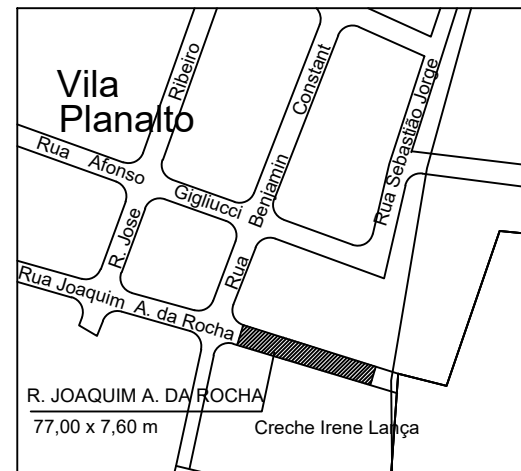 Vila
Planalto
Ribeiro
Constant
Rua Sebastião Jorge
Rua Afonso Gigliucci
Benjamin
R. Jose
Rua
Rua Joaquim A. da Rocha
R. JOAQUIM A. DA ROCHA
77,00 x 7,60 m
Creche Irene Lança